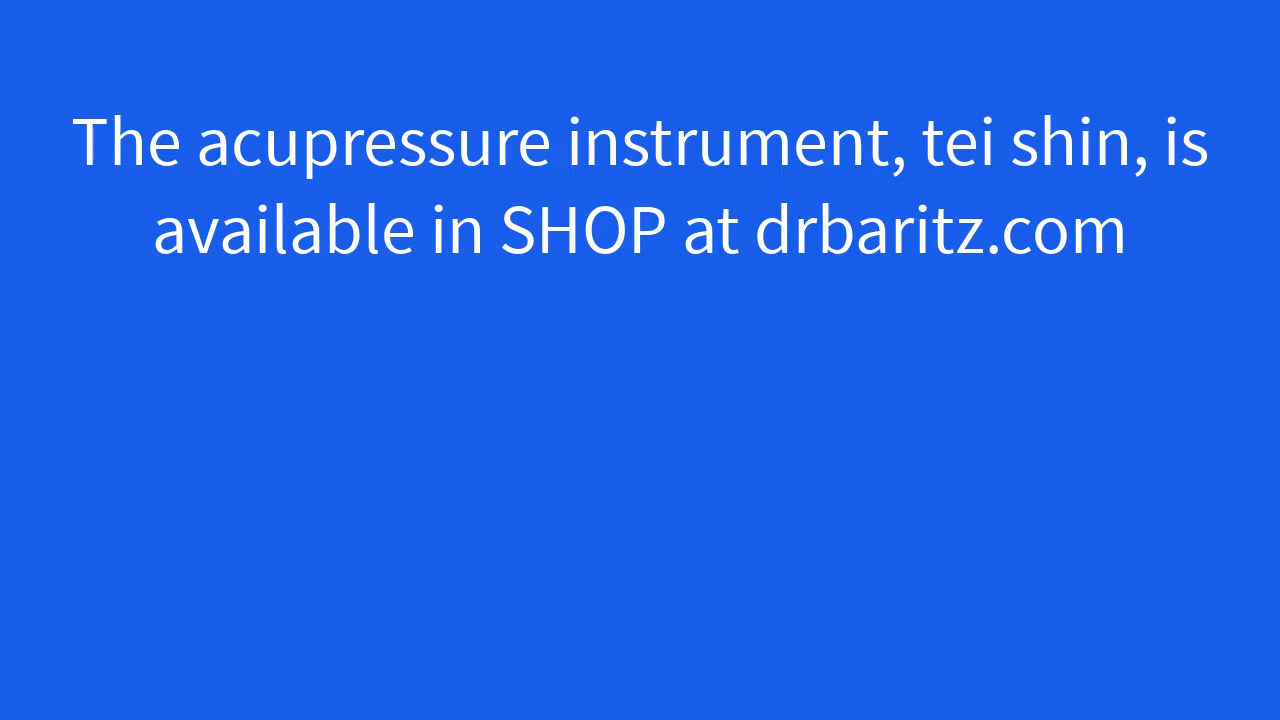 The acupressure instrument, tei shin, is
available in SHOP at drbaritz.com